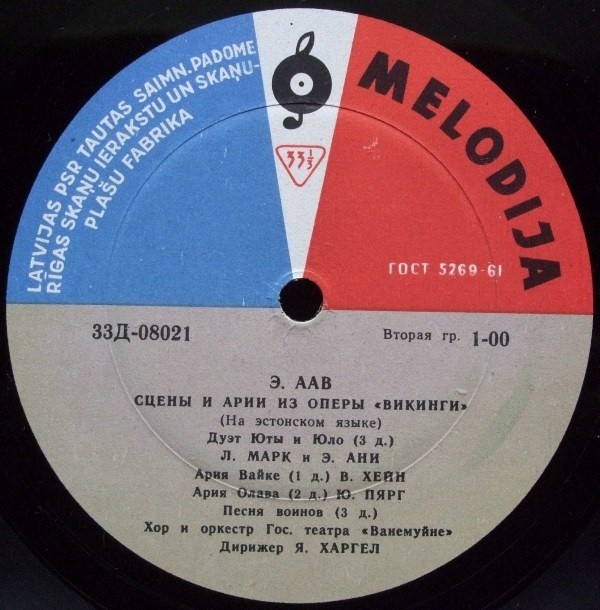 LATVIJAS PSR TAUTAS SAIMN. PADOME
RĪGAS SKAŅU IERAKSTU UN SKAŅU-
PLAŠU FABRIKA
33⅓
MELODIJA
ГОСТ 5269-61
33Д-08021
Вторая гр. 1-00
Э. ААВ
СЦЕНЫ И АРИИ ИЗ ОПЕРЫ «ВИКИНГИ»
(На эстонском языке)
Дуэт Юты и Юло (3 д.)
Л. МАРК и Э. АНИ
Ария Вайке (1 д.) В. ХЕЙН
Ария Олава (2 д.) Ю. ПЯРГ
Песня воинов (3 д.)
Хор и оркестр Гос. театра «Ванемуйне»
Дирижер Я. ХАРГЕЛ